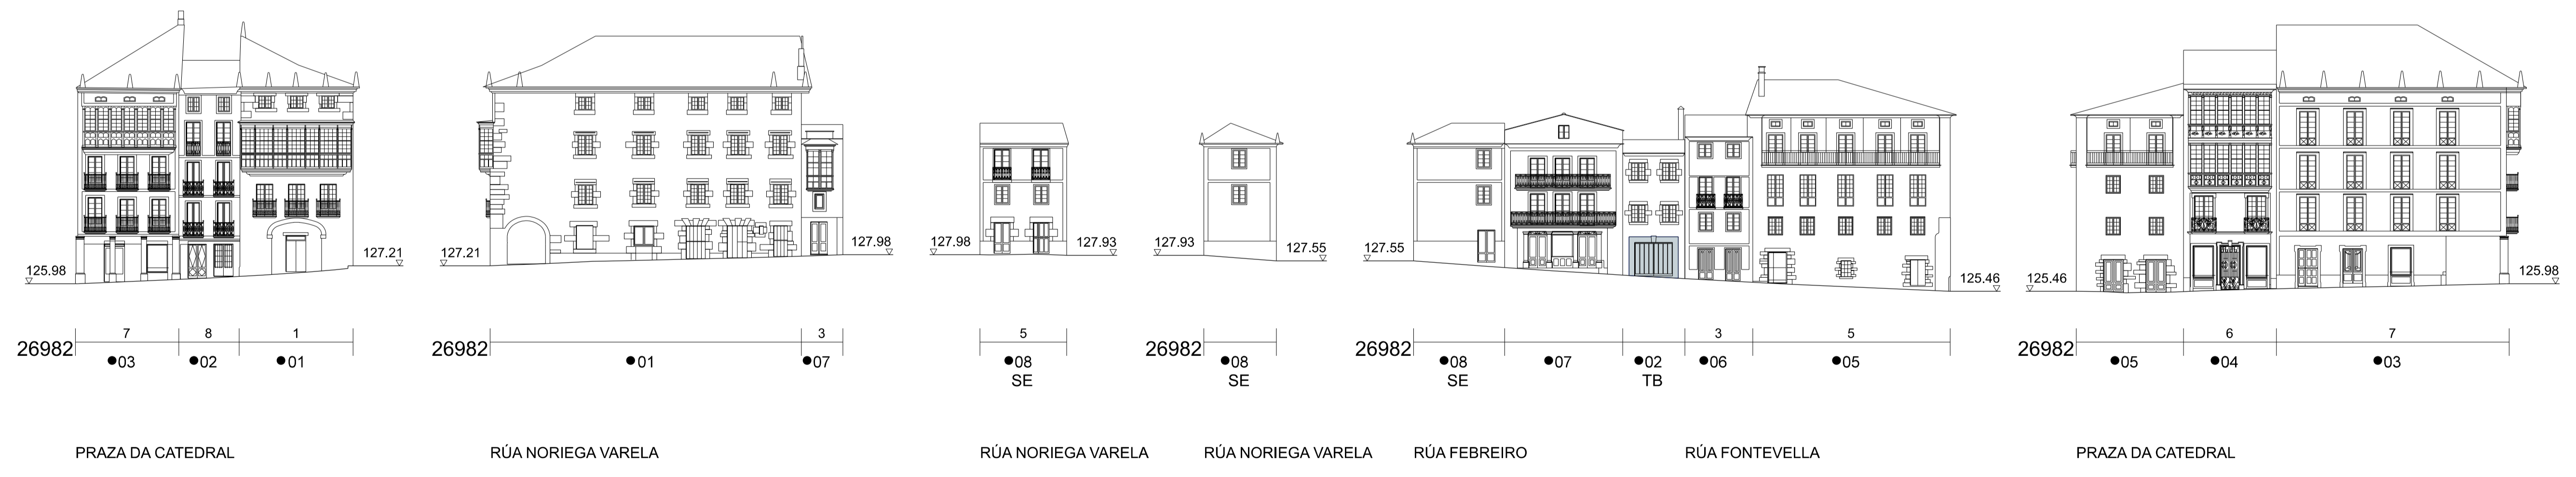 125.98
127.21
127.21
127.98
127.98
127.93
127.93
127.55
127.55
125.46
125.46
125.98
7 8 1
26982
●03 ●02 ●01
3
26982
●01 ●07
5
●08
SE
26982
●08
SE
3 5
26982
●08 ●07 ●02 ●06 ●05
SE TB
6 7
26982
●05 ●04 ●03
PRAZA DA CATEDRAL
RÚA NORIEGA VARELA
RÚA NORIEGA VARELA
RÚA NORIEGA VARELA
RÚA FEBREIRO
RÚA FONTEVELLA
PRAZA DA CATEDRAL